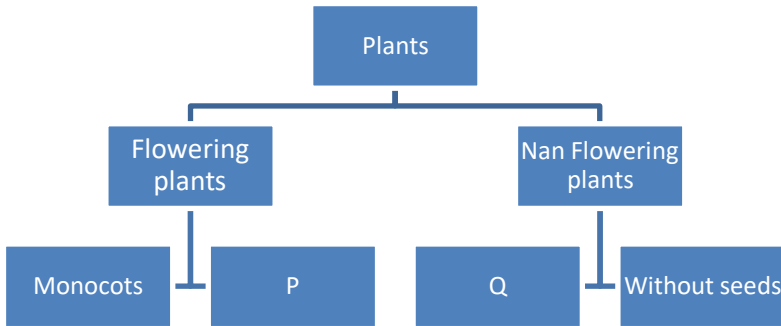 Plants
Flowering
plants
Nan Flowering
plants
Monocots
P
Q
Without seeds